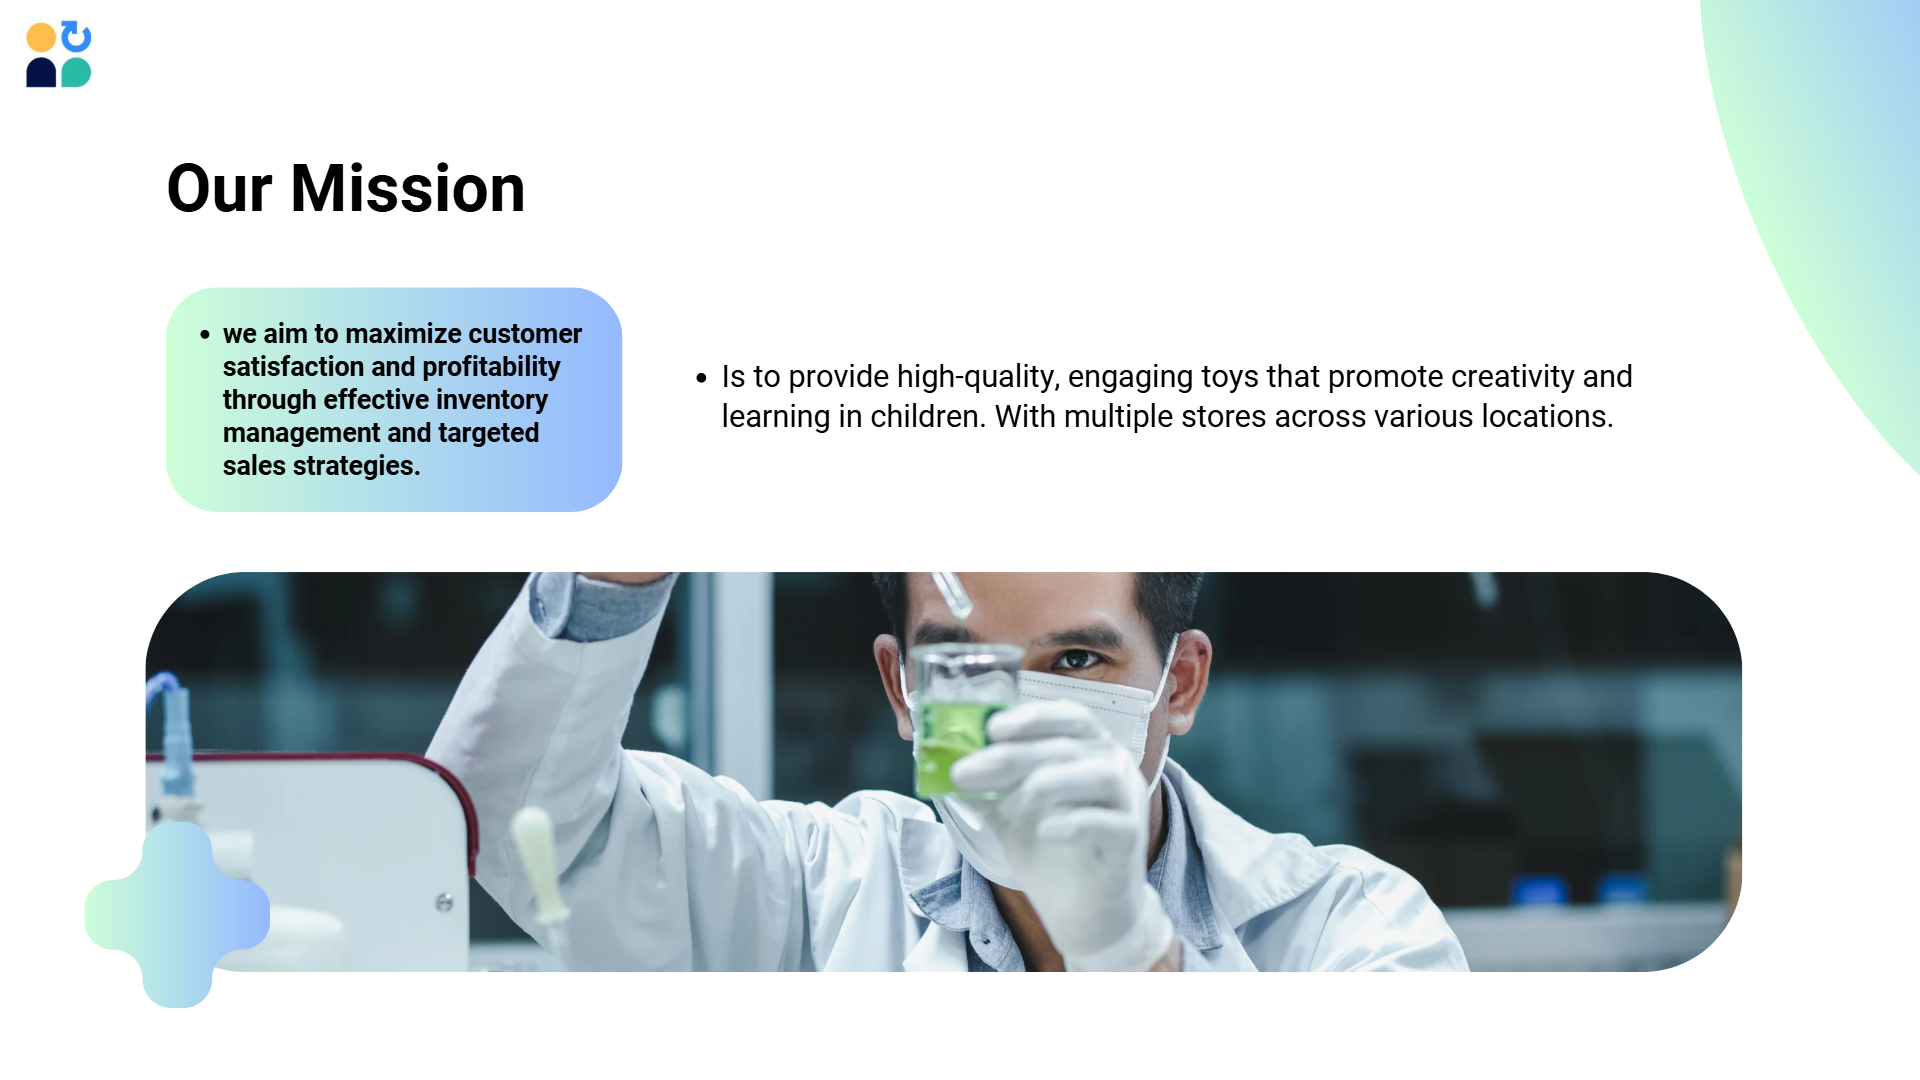 Our Mission
• we aim to maximize customer
satisfaction and profitability
through effective inventory
management and targeted
sales strategies.
• Is to provide high-quality, engaging toys that promote creativity and
learning in children. With multiple stores across various locations.